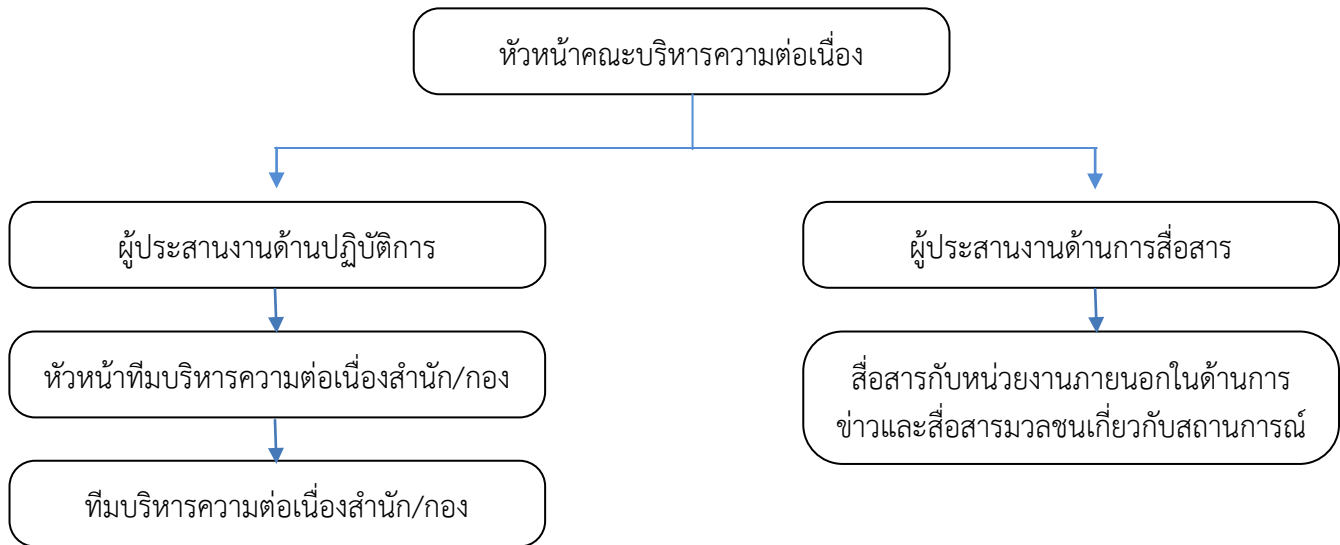 หัวหน้าคณะบริหารความต่อเนื่อง
ผู้ประสานงานด้านปฏิบัติการ
ผู้ประสานงานด้านการสื่อสาร
หัวหน้าทีมบริหารความต่อเนื่องสำนัก/กอง
สื่อสารกับหน่วยงานภายนอกในด้านการ
ข่าวและสื่อสารมวลชนเกี่ยวกับสถานการณ์
ทีมบริหารความต่อเนื่องสำนัก/กอง